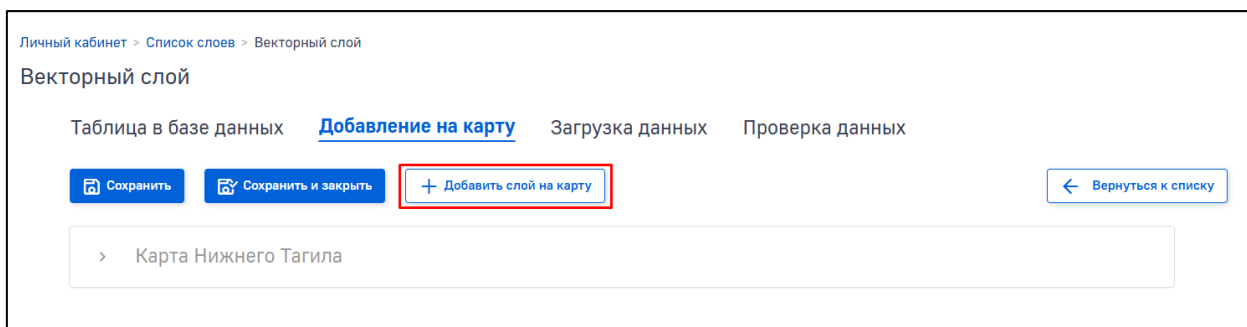 Личный кабинет > Список слоев > Векторный слой
Векторный слой
Таблица в базе данных Добавление на карту Загрузка данных Проверка данных
Сохранить Сохранить и закрыть + Добавить слой на карту ← Вернуться к списку
> Карта Нижнего Тагила